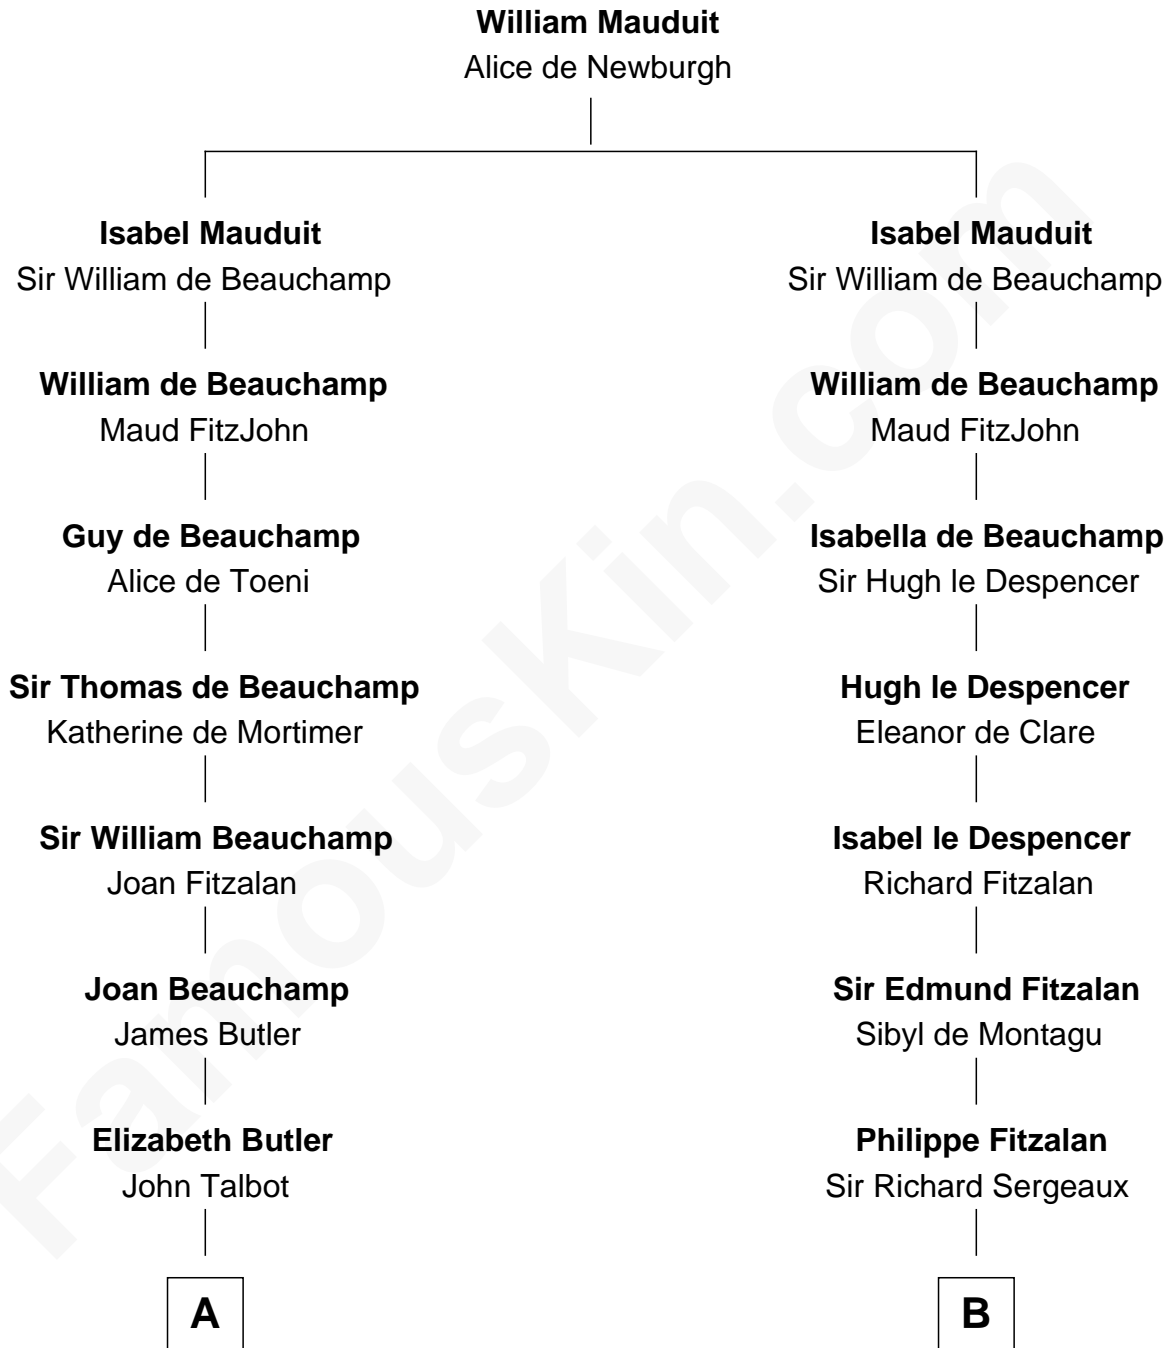 William Mauduit
Alice de Newburgh
Isabel Mauduit
Sir William de Beauchamp
William de Beauchamp
Maud FitzJohn
Guy de Beauchamp
Alice de Toeni
Sir Thomas de Beauchamp
Katherine de Mortimer
Sir William Beauchamp
Joan Fitzalan
Joan Beauchamp
James Butler
Elizabeth Butler
John Talbot
A
Isabel Mauduit
Sir William de Beauchamp
William de Beauchamp
Maud FitzJohn
Isabella de Beauchamp
Sir Hugh le Despencer
Hugh le Despencer
Eleanor de Clare
Isabel le Despencer
Richard Fitzalan
Sir Edmund Fitzalan
Sibyl de Montagu
Philippe Fitzalan
Sir Richard Sergeaux
B
FamousKin.com